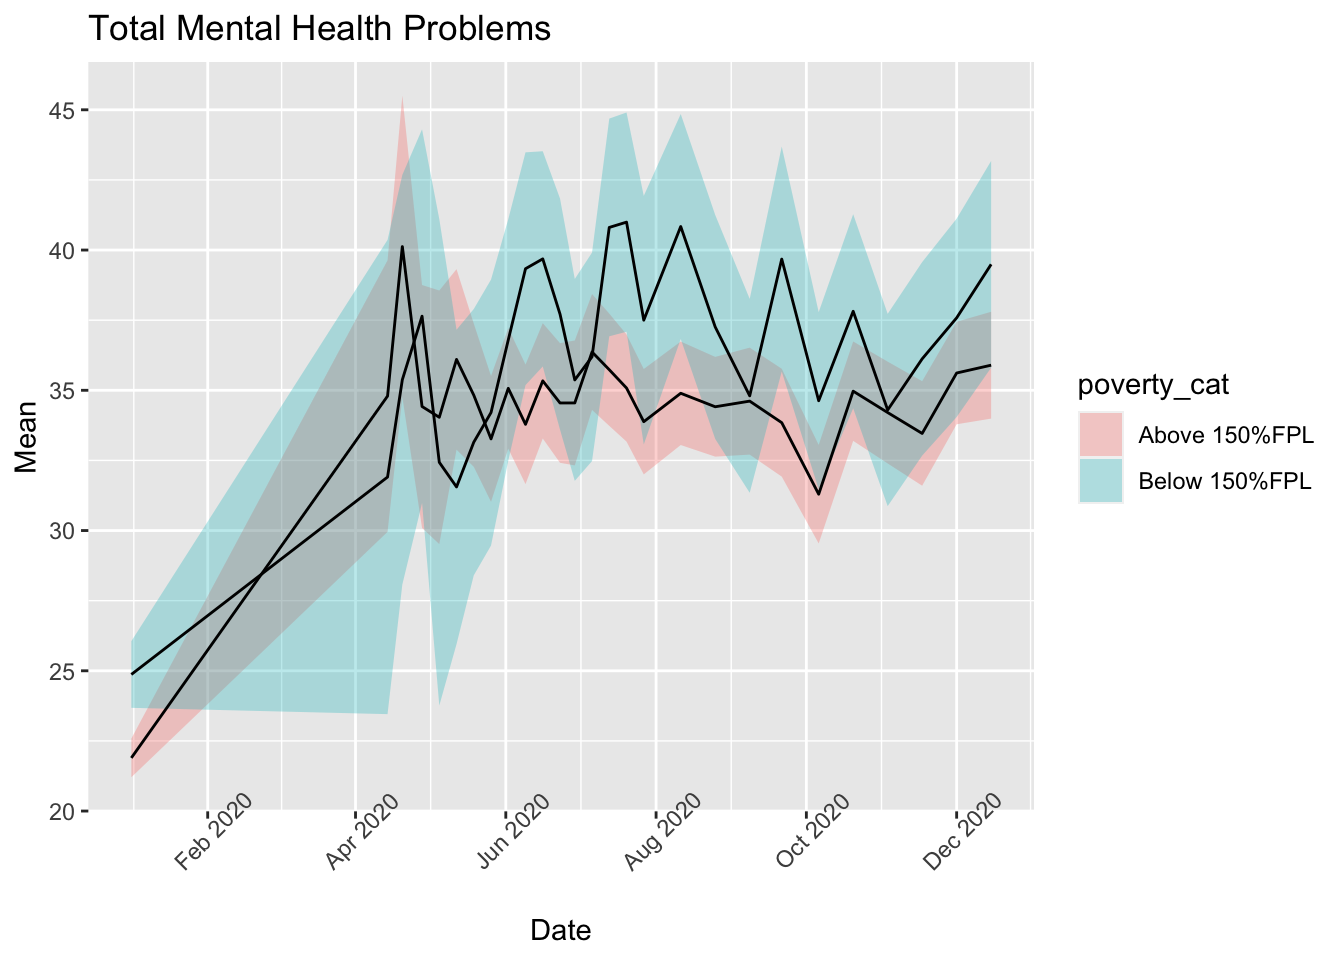 Total Mental Health Problems
Mean
45
40
35
30
25
20
Feb 2020
Apr 2020
Jun 2020
Aug 2020
Oct 2020
Dec 2020
Date
poverty_cat
Above 150%FPL
Below 150%FPL